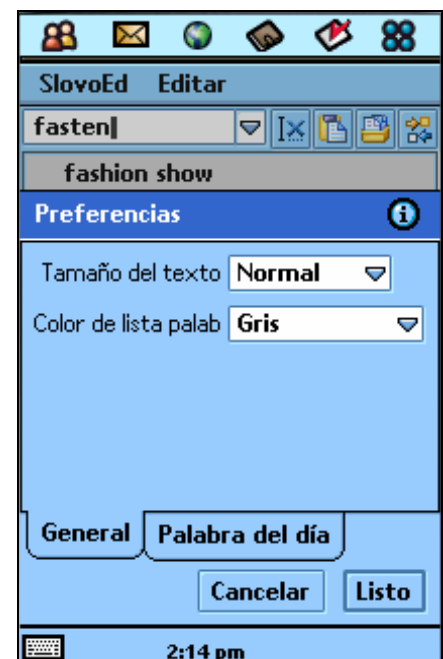 SlovoEd Editar
fasten
fashion show
Preferencias
Tamaño del texto Normal
Color de lista palab Gris
General Palabra del día
Cancelar Listo
2:14 pm